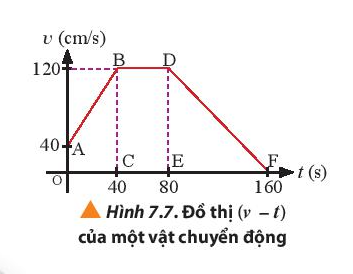 v (cm/s)
B D
120
40 A
C E F
O t (s)
40 80 160
Hình 7.7. Đồ thị (v – t)
của một vật chuyển động